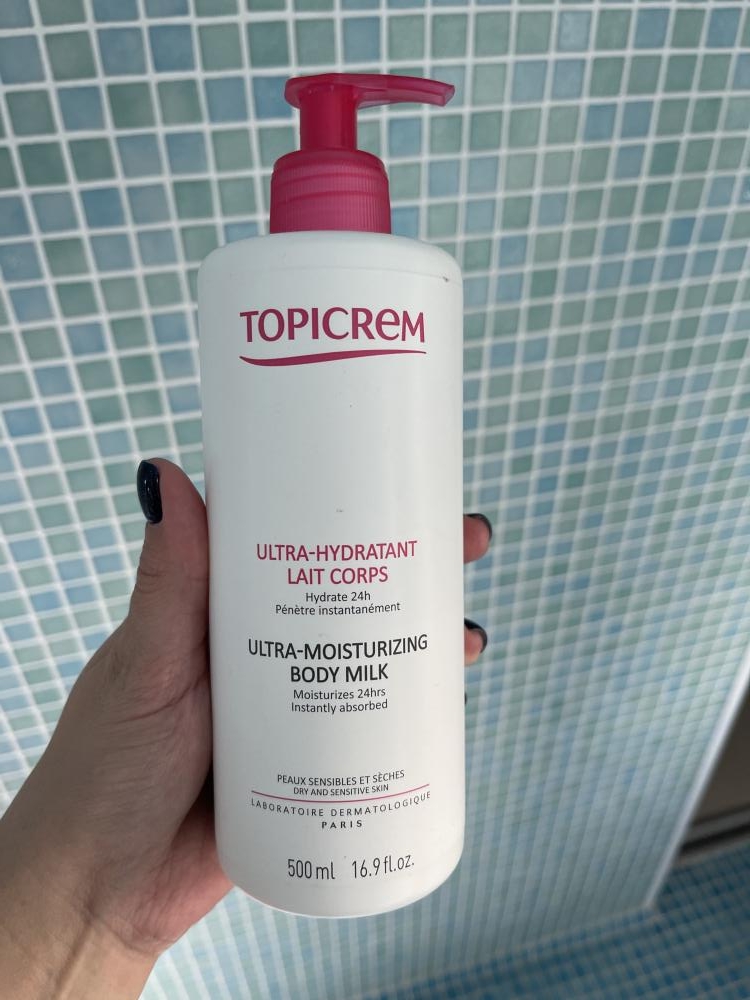 TOPICREM
ULTRA-HYDRATANT
LAIT CORPS
Hydrate 24h
Pénètre instantanément
ULTRA-MOISTURIZING
BODY MILK
Moisturizes 24hrs
Instantly absorbed
PEAUX SENSIBLES ET SÈCHES
DRY AND SENSITIVE SKIN
LABORATOIRE DERMATOLOGIQUE
PARIS
500 ml 16.9 fl.oz.